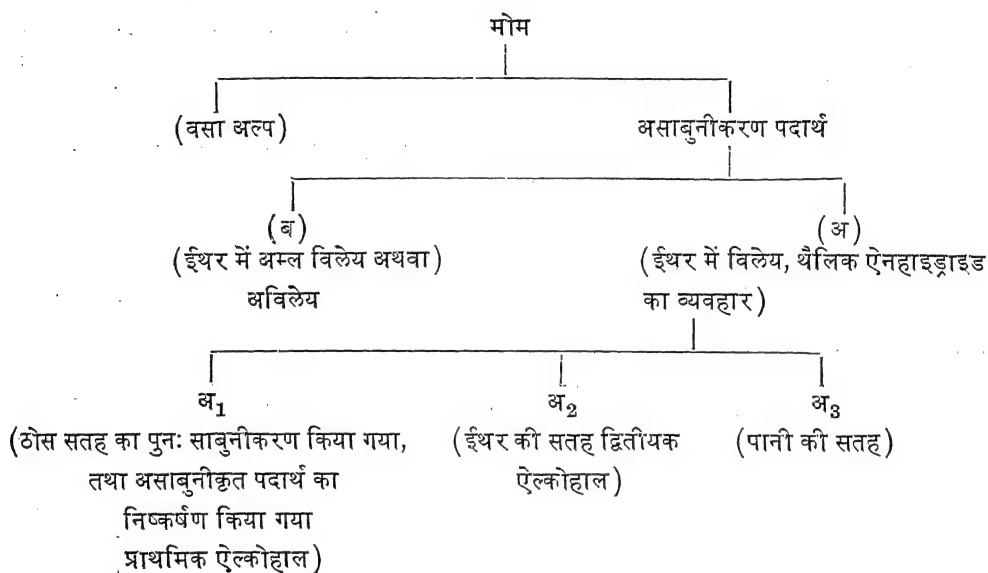 मोम
(वसा अल्प) असाबुनीकरण पदार्थ
(ब) (अ)
(ईथर में अम्ल विलेय अथवा) (ईथर में विलेय, थैलिक ऐनहाइड्राइड
अविलेय का व्यवहार)
अ₁ अ₂ अ₃
(ठोस सतह का पुनः साबुनीकरण किया गया, (ईथर की सतह द्वितीयक (पानी की सतह)
तथा असाबुनीकृत पदार्थ का ऐल्कोहाल)
निष्कर्षण किया गया
प्राथमिक ऐल्कोहाल)